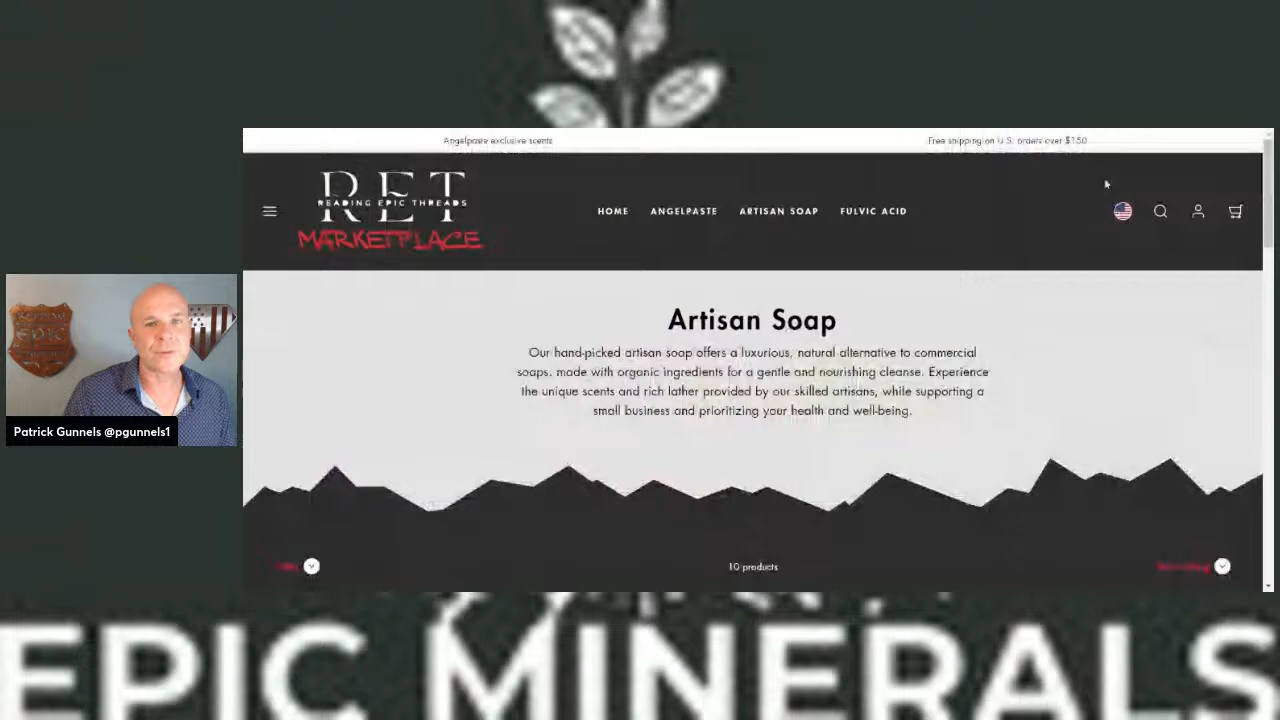 Angelpaste exclusive scents
Free shipping on U.S. orders over $150
RET
READING EPIC THREADS
MARKETPLACE
HOME
ANGELPASTE
ARTISAN SOAP
FULVIC ACID
Artisan Soap
Our hand-picked artisan soap offers a luxurious, natural alternative to commercial
soaps. made with organic ingredients for a gentle and nourishing cleanse. Experience
the unique scents and rich lather provided by our skilled artisans, while supporting a
small business and prioritizing your health and well-being.
EPIC
Patrick Gunnels @pgunnels1
10 products
EPIC MINERALS